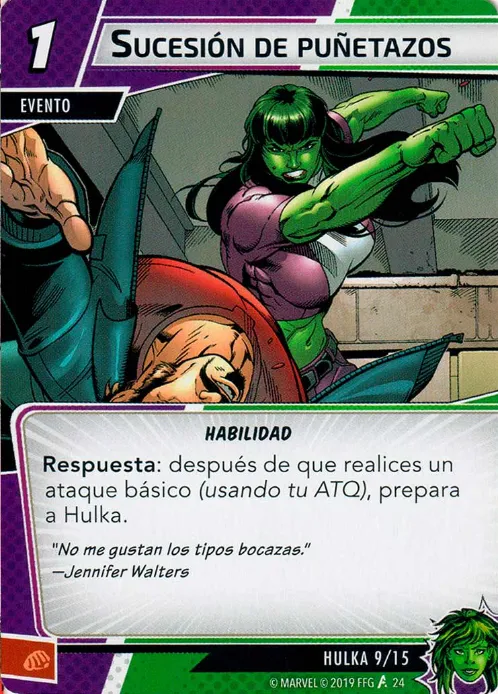 1
SUCESIÓN DE PUÑETAZOS
EVENTO
HABILIDAD
Respuesta: después de que realices un
ataque básico (usando tu ATQ), prepara
a Hulka.
"No me gustan los tipos bocazas."
—Jennifer Walters
HULKA 9/15
© MARVEL © 2019 FFG 24